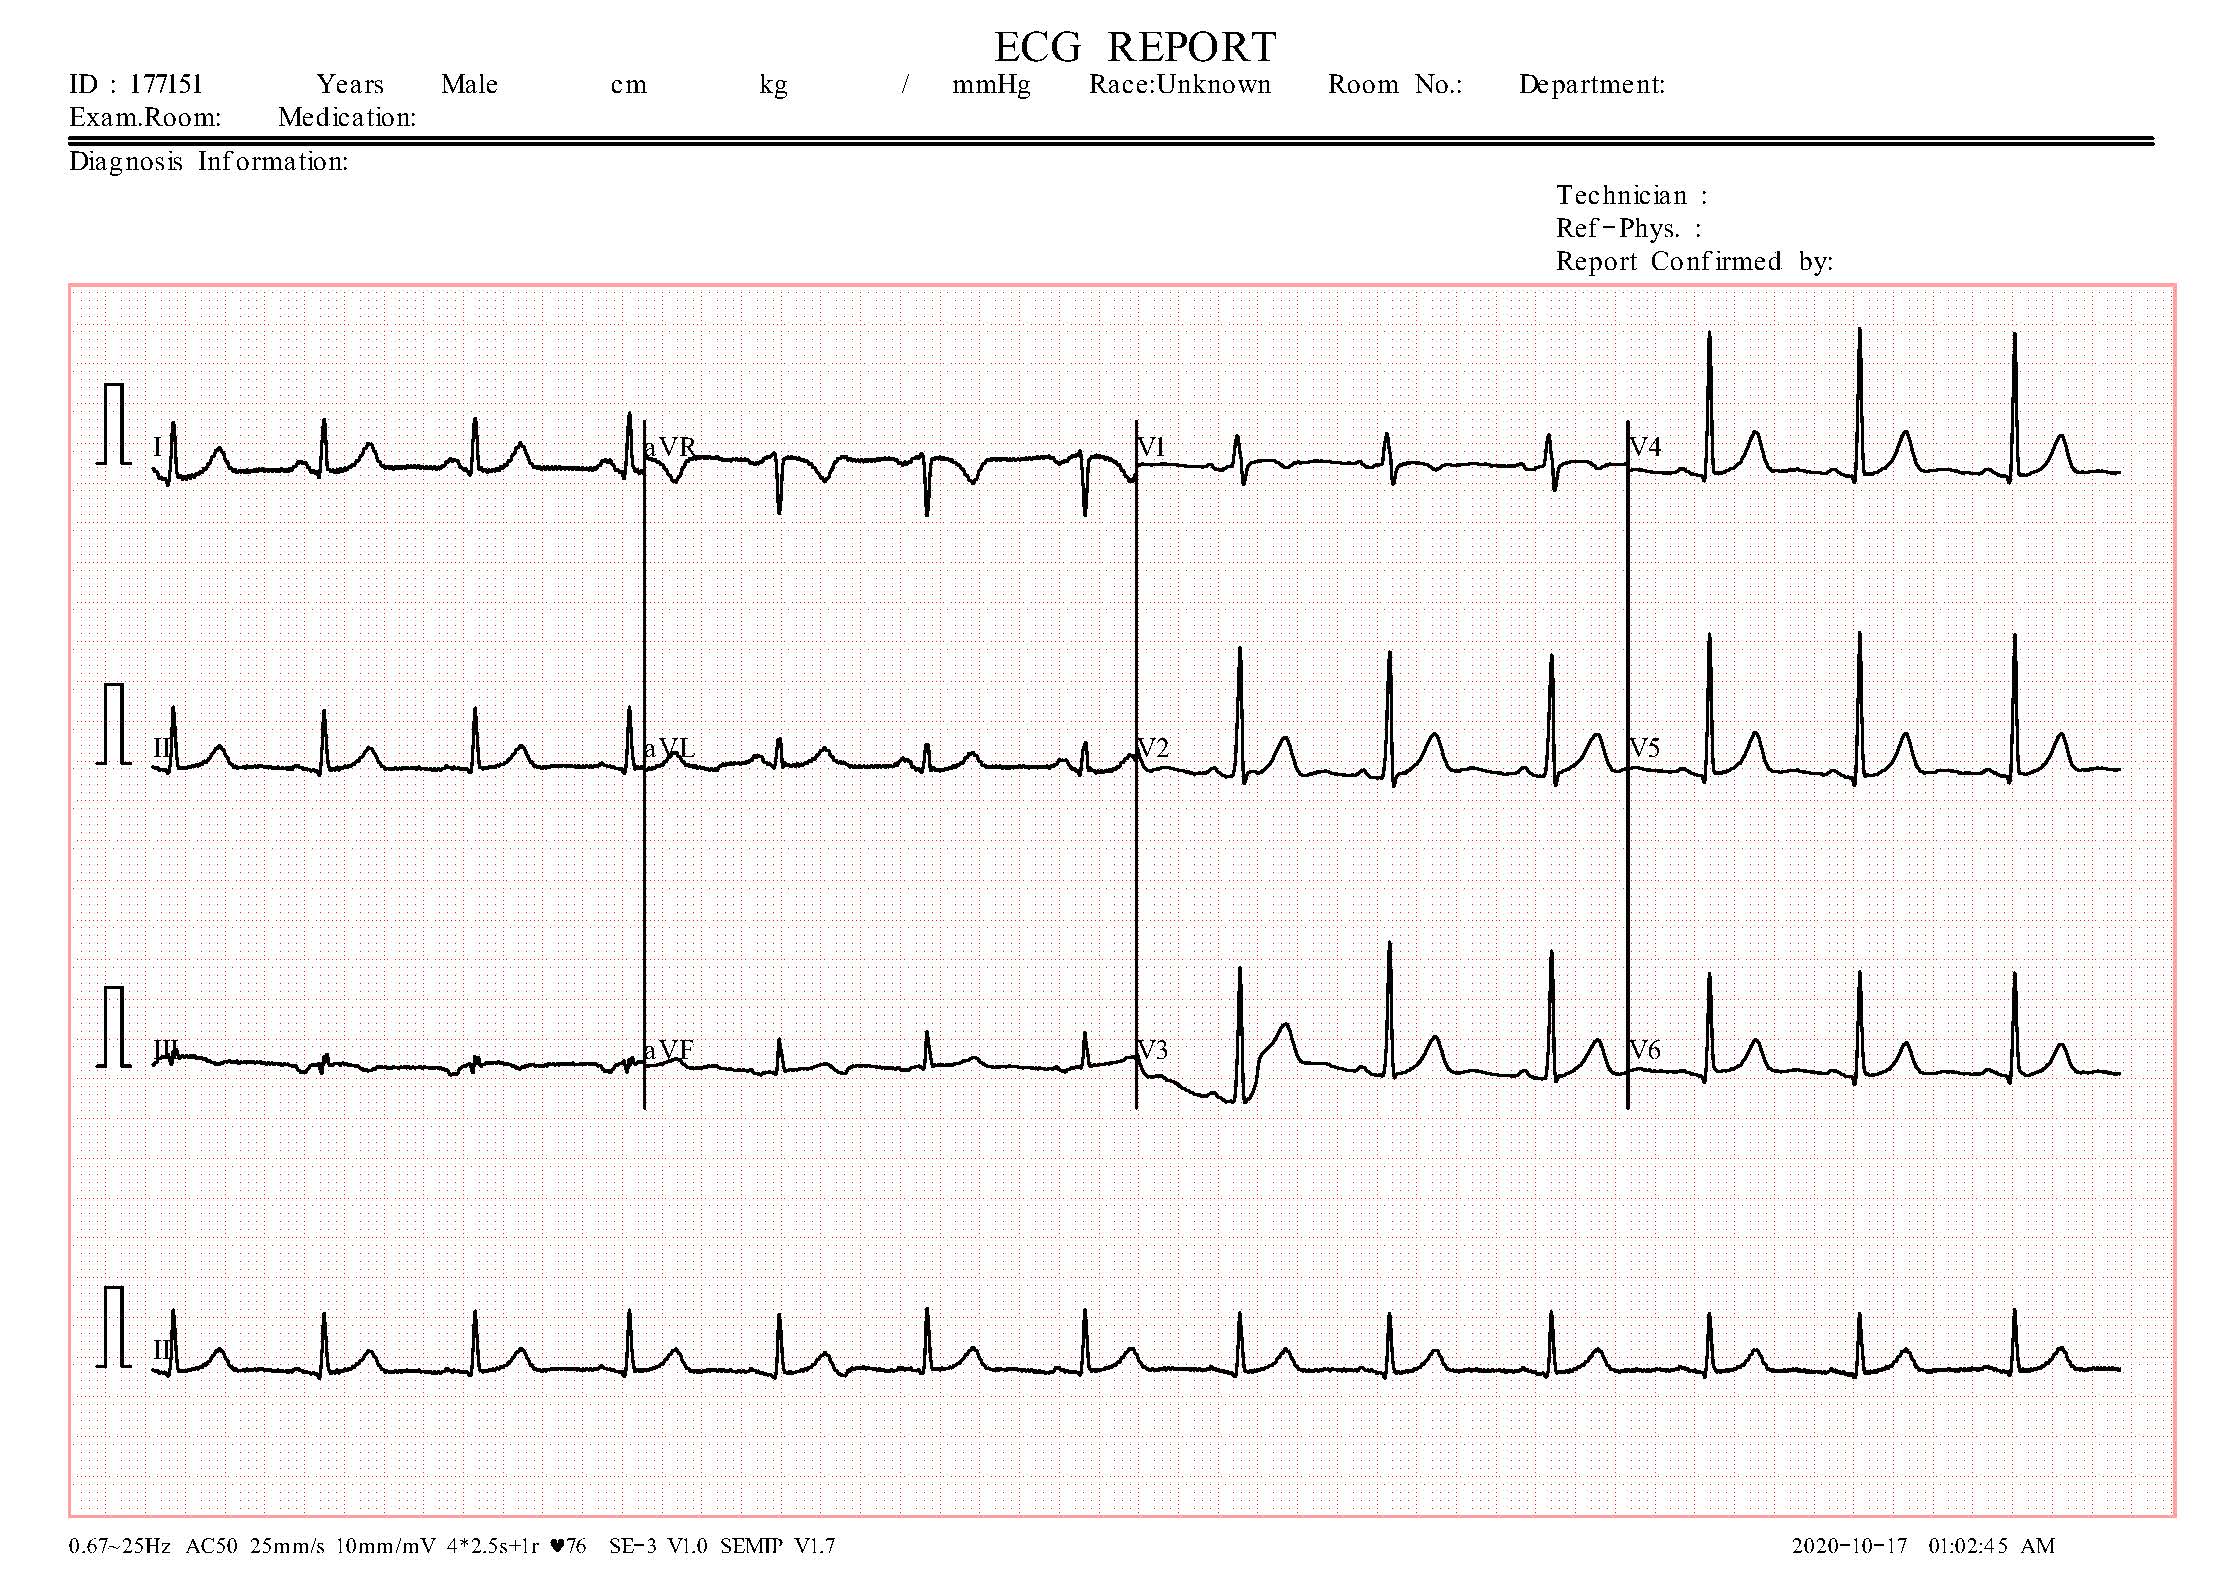 ECG REPORT
ID : 177151 Years Male cm kg / mmHg Race:Unknown Room No.: Department:
Exam.Room: Medication:
Diagnosis Information:
Technician :
Ref-Phys. :
Report Confirmed by:
I aVR V1 V4
II aVL V2 V5
III aVF V3 V6
II
0.67~25Hz AC50 25mm/s 10mm/mV 4*2.5s+1r ♥76 SE-3 V1.0 SEMIP V1.7 2020-10-17 01:02:45 AM